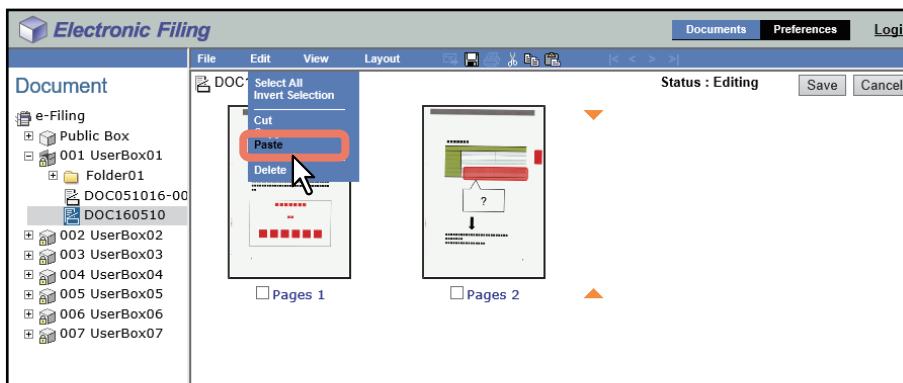 Electronic Filing
Documents Preferences Logi
File Edit View Layout |< < > >|
Document
DOC1 Status : Editing Save Cancel
Select All
Invert Selection
Cut
Paste
Delete
e-Filing
Public Box
001 UserBox01
Folder01
DOC051016-00
DOC160510
002 UserBox02
003 UserBox03
004 UserBox04
005 UserBox05
006 UserBox06
007 UserBox07
?
Pages 1 Pages 2